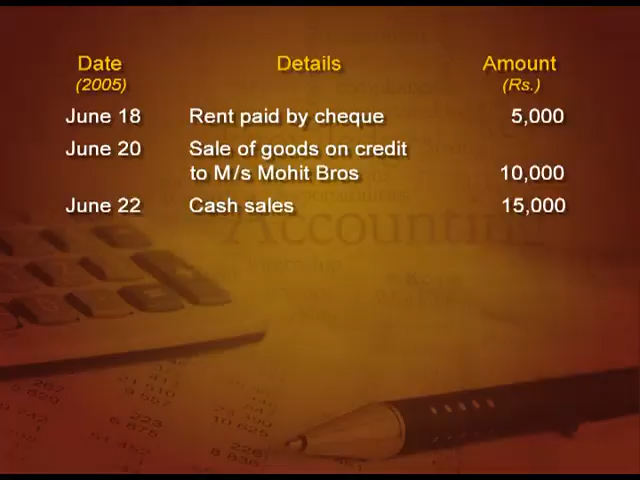 Date Details Amount
(2005) (Rs.)
June 18 Rent paid by cheque 5,000
June 20 Sale of goods on credit
to M/s Mohit Bros 10,000
June 22 Cash sales 15,000
Accountin